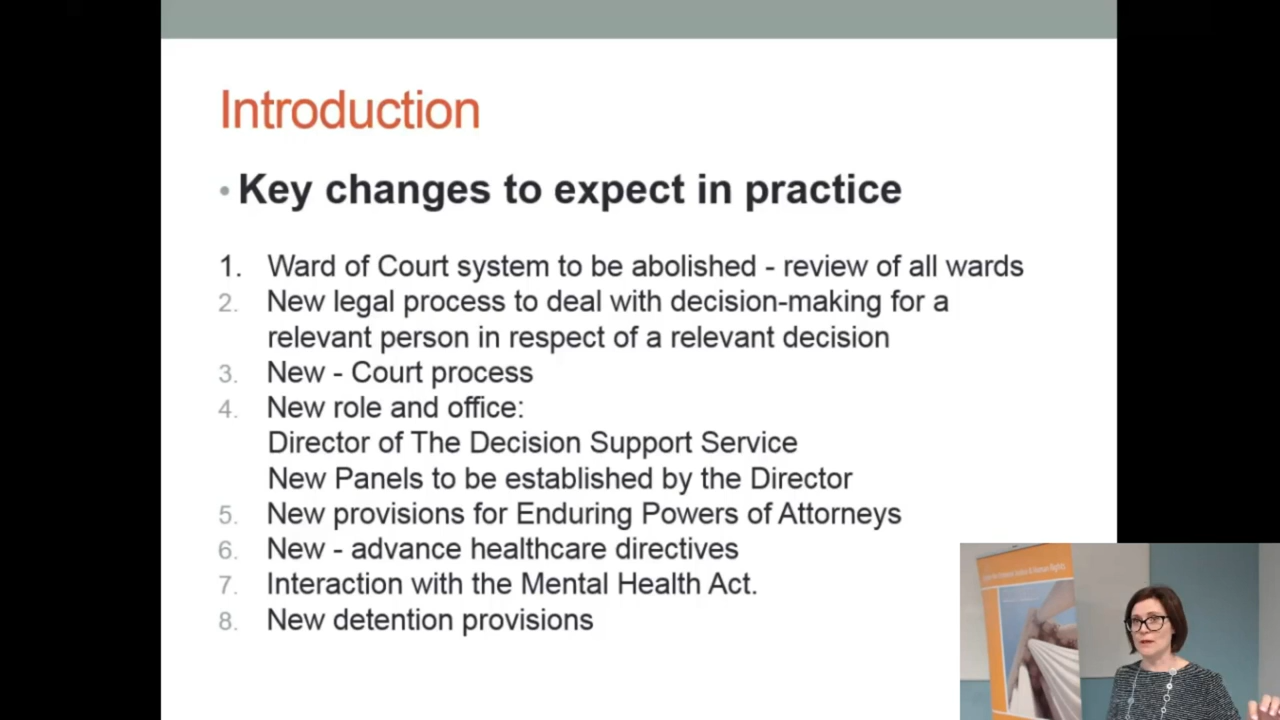 Introduction
• Key changes to expect in practice
1. Ward of Court system to be abolished - review of all wards
2. New legal process to deal with decision-making for a
relevant person in respect of a relevant decision
3. New - Court process
4. New role and office:
Director of The Decision Support Service
New Panels to be established by the Director
5. New provisions for Enduring Powers of Attorneys
6. New - advance healthcare directives
7. Interaction with the Mental Health Act.
8. New detention provisions
& Human Rights